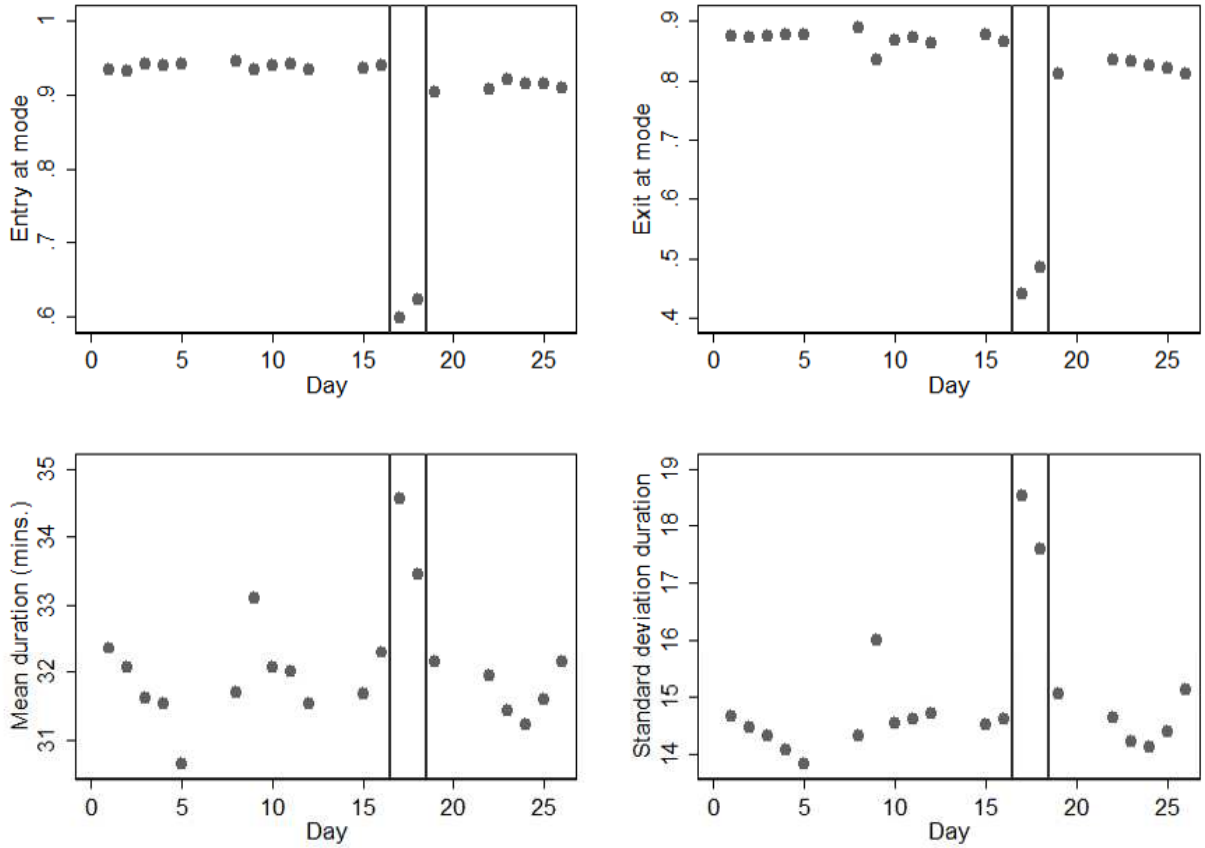 Entry at mode
1
.9
.8
.7
.6
0 5 10 15 20 25
Day
Exit at mode
.9
.8
.7
.6
.5
.4
0 5 10 15 20 25
Day
Mean duration (mins.)
35
34
33
32
31
0 5 10 15 20 25
Day
Standard deviation duration
19
18
17
16
15
14
0 5 10 15 20 25
Day